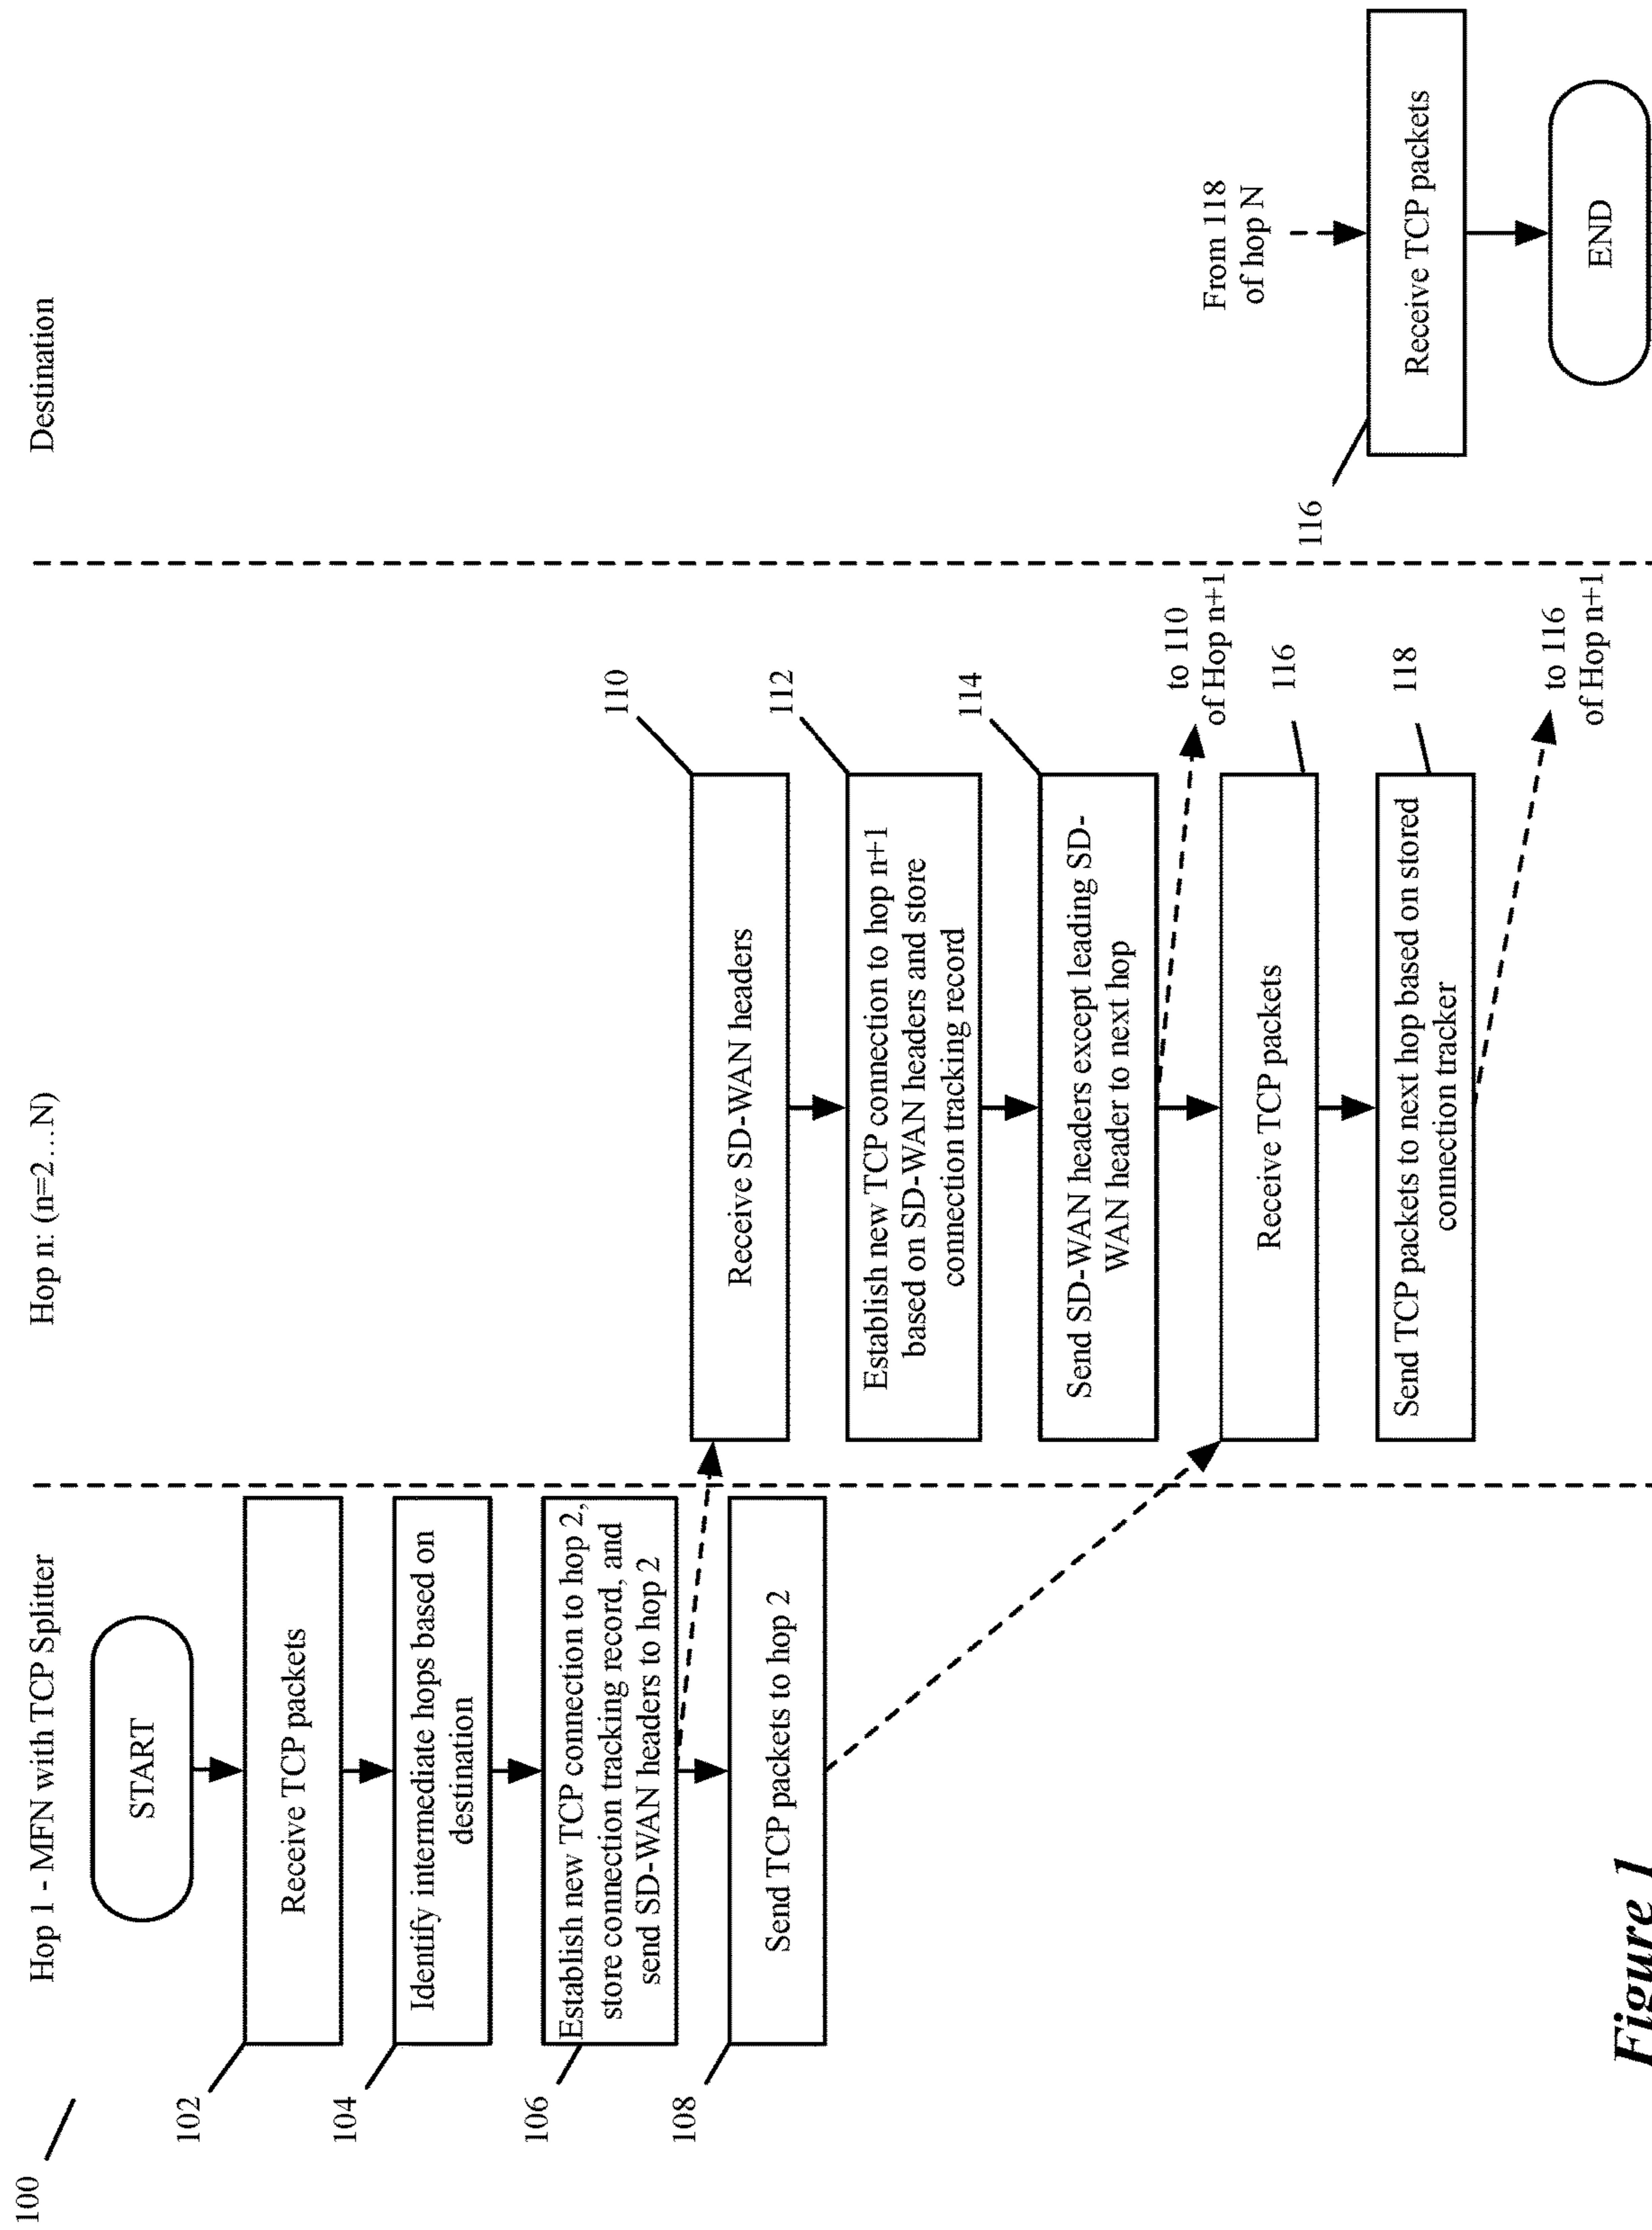 100
Hop 1 - MFN with TCP Splitter
START
102
Receive TCP packets
104
Identify intermediate hops based on
destination
106
Establish new TCP connection to hop 2,
store connection tracking record, and
send SD-WAN headers to hop 2
108
Send TCP packets to hop 2
Hop n: (n=2…N)
110
Receive SD-WAN headers
112
Establish new TCP connection to hop n+1
based on SD-WAN headers and store
connection tracking record
114
Send SD-WAN headers except leading SD-
WAN header to next hop
to 110
of Hop n+1
116
Receive TCP packets
118
Send TCP packets to next hop based on stored
connection tracker
to 116
of Hop n+1
Destination
From 118
of hop N
116
Receive TCP packets
END
Figure 1